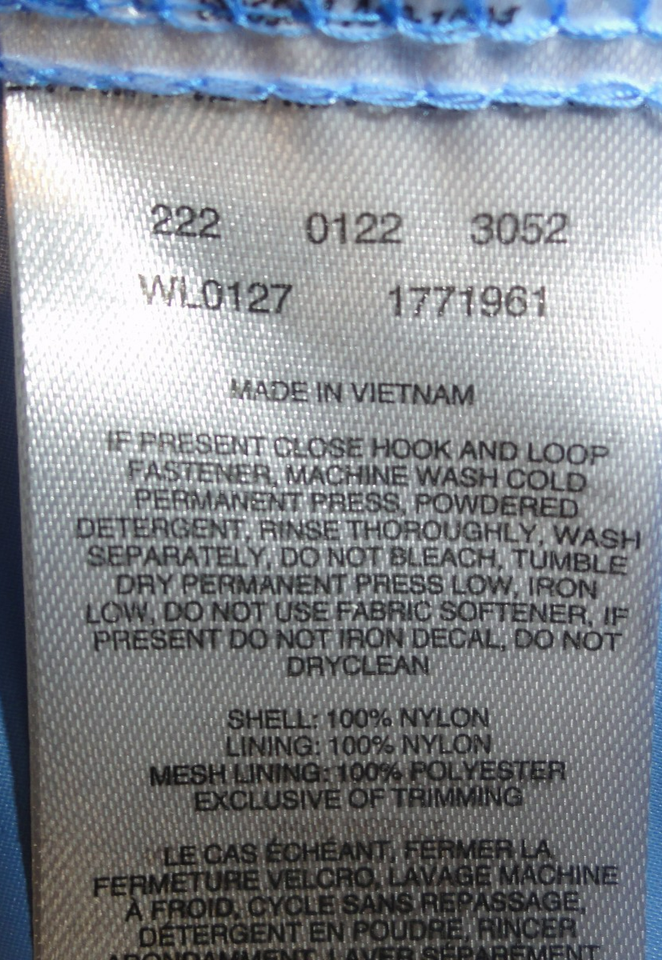 222 0122 3052
WL0127 1771961
MADE IN VIETNAM
IF PRESENT CLOSE HOOK AND LOOP
FASTENER, MACHINE WASH COLD
PERMANENT PRESS, POWDERED
DETERGENT, RINSE THOROUGHLY, WASH
SEPARATELY, DO NOT BLEACH, TUMBLE
DRY PERMANENT PRESS LOW, IRON
LOW, DO NOT USE FABRIC SOFTENER, IF
PRESENT DO NOT IRON DECAL, DO NOT
DRYCLEAN
SHELL: 100% NYLON
LINING: 100% NYLON
MESH LINING: 100% POLYESTER
EXCLUSIVE OF TRIMMING
LE CAS ÉCHÉANT, FERMER LA
FERMETURE VELCRO, LAVAGE MACHINE
À FROID, CYCLE SANS REPASSAGE,
DÉTERGENT EN POUDRE, RINCER
ABONDAMMENT, LAVER SÉPARÉMENT